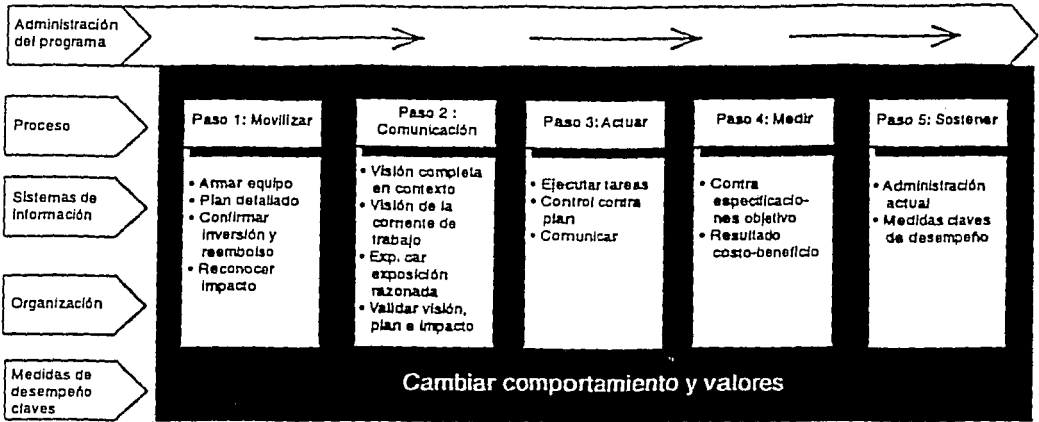 Administración
del programa
Proceso
Sistemas de
información
Organización
Medidas de
desempeño
claves
Paso 1: Movilizar
• Armar equipo
• Plan detallado
• Confirmar
inversión y
reembolso
• Reconocer
impacto
Paso 2 :
Comunicación
• Visión completa
en contexto
• Visión de la
corriente de
trabajo
• Exp. car
exposición
razonada
• Validar visión,
plan e impacto
Paso 3: Actuar
• Ejecutar tareas
• Control contra
plan
• Comunicar
Paso 4: Medir
• Contra
especificacio-
nes objetivo
• Resultado
costo-beneficio
Paso 5: Sostener
• Administración
actual
• Medidas claves
de desempeño
Cambiar comportamiento y valores